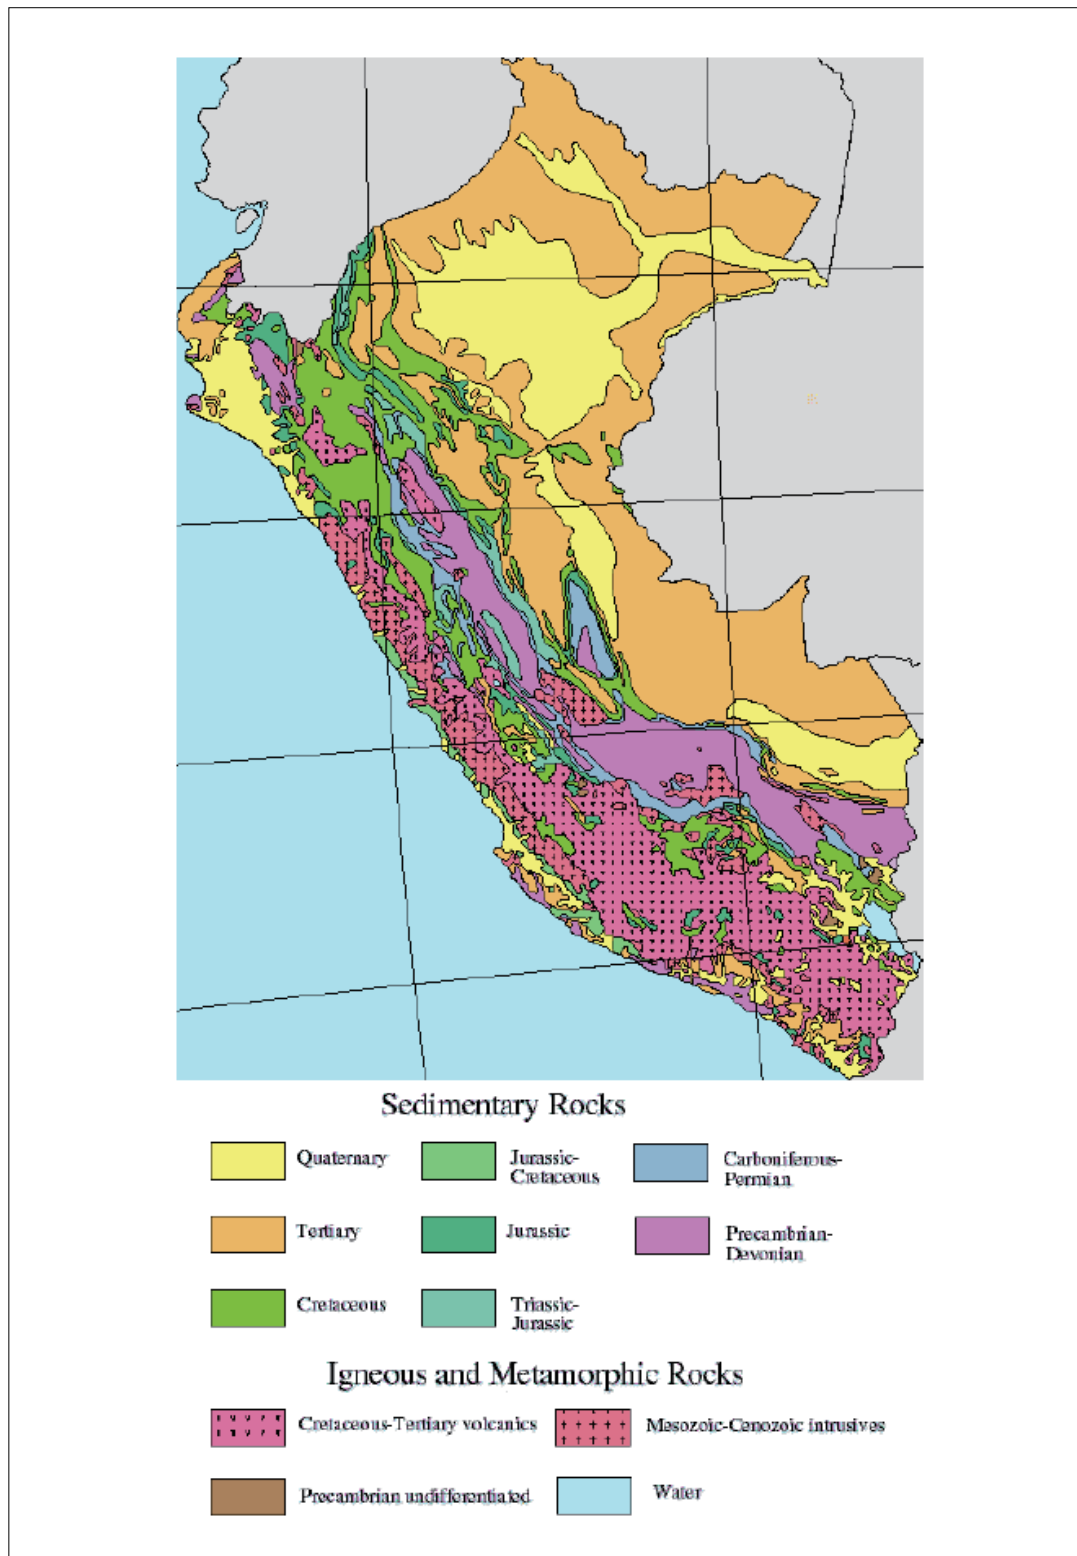 Sedimentary Rocks
Quaternary
Jurassic-
Cretaceous
Carboniferous-
Permian
Tertiary
Jurassic
Precambrian-
Devonian
Cretaceous
Triassic-
Jurassic
Igneous and Metamorphic Rocks
Cretaceous-Tertiary volcanics
Mesozoic-Cenozoic intrusives
Precambrian undifferentiated
Water